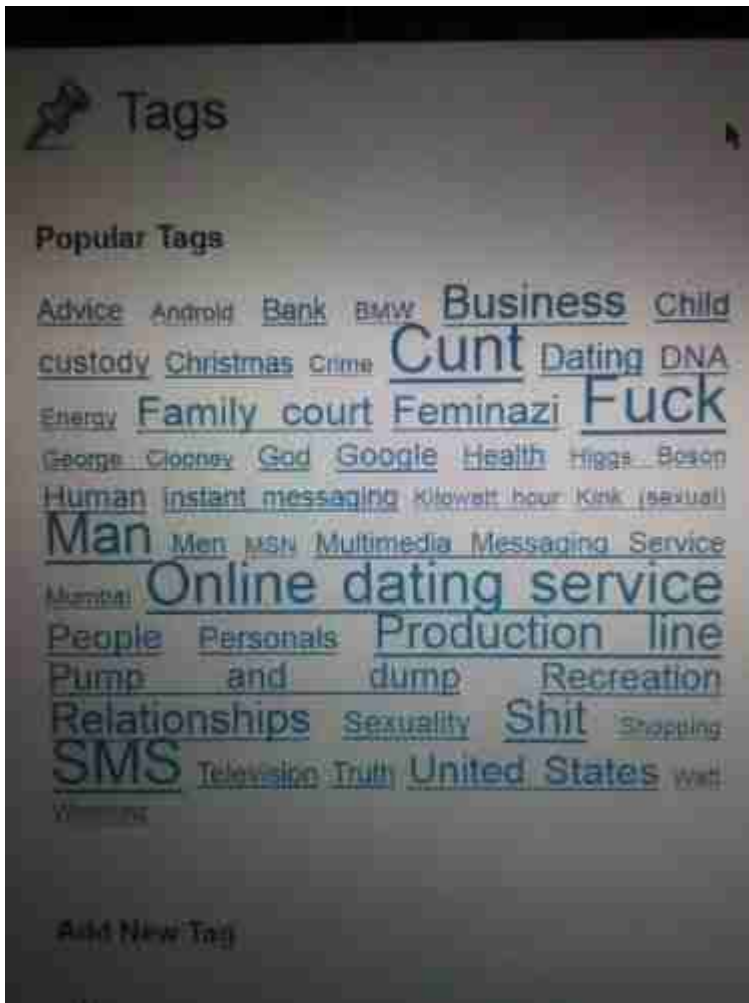 Tags
Popular Tags
Advice Android Bank BMW Business Child
custody Christmas Crime Cunt Dating DNA
Energy Family court Feminazi Fuck
George Clooney God Google Health Higgs Boson
Human instant messaging Kilowatt hour Kink (sexual)
Man Men MSN Multimedia Messaging Service
Mumbai Online dating service
People Personals Production line
Pump and dump Recreation
Relationships Sexuality Shit Shopping
SMS Television Truth United States Watt
Add New Tag